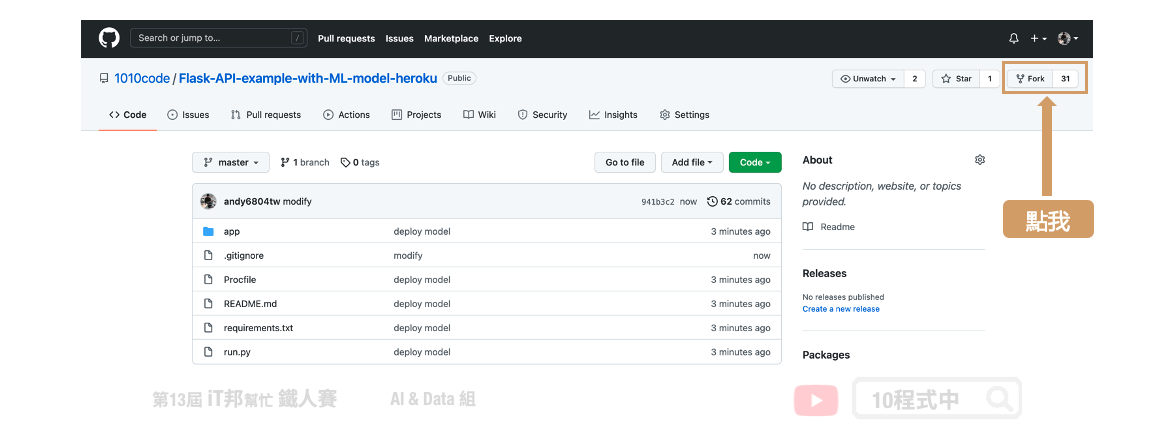 Search or jump to... / Pull requests Issues Marketplace Explore
1010code / Flask-API-example-with-ML-model-heroku Public Unwatch 2 Star 1 Fork 31
Code Issues Pull requests Actions Projects Wiki Security Insights Settings
master 1 branch 0 tags Go to file Add file Code
About
No description, website, or topics provided.
Readme
點我
andy6804tw modify 941b3c2 now 62 commits
app deploy model 3 minutes ago
.gitignore modify now
Procfile deploy model 3 minutes ago
README.md deploy model 3 minutes ago
requirements.txt deploy model 3 minutes ago
run.py deploy model 3 minutes ago
Releases
No releases published
Create a new release
Packages
第13屆 iT邦幫忙 鐵人賽 AI & Data 組 10程式中